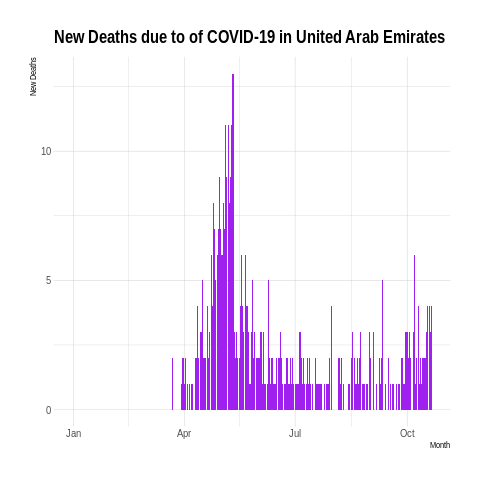 New Deaths due to of COVID-19 in United Arab Emirates
New Deaths
10
5
0
Jan Apr Jul Oct
Month